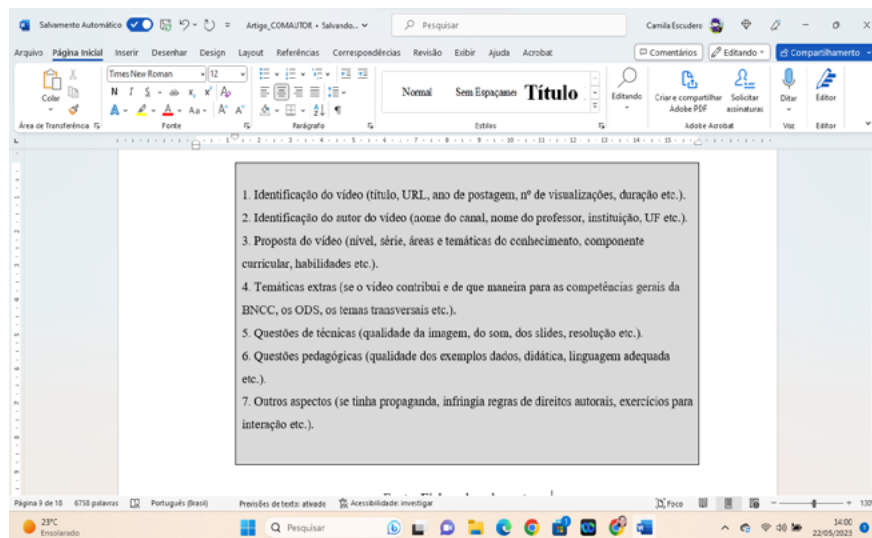 Salvamento Automático
Artigo_COMAUTOR • Salvando...
Pesquisar
Camila Escudero
Arquivo Página Inicial Inserir Desenhar Design Layout Referências Correspondências Revisão Exibir Ajuda Acrobat
Comentários Editando Compartilhamento
Colar
Times New Roman 12
N I S ab x, x²
A Aa A A
Normal Sem Espaçamen Título
Editando
Criar e compartilhar Adobe PDF
Solicitar assinaturas
Ditar
Editor
Área de Transferência Fonte Parágrafo Estilos Adobe Acrobat Voz Editor
1. Identificação do vídeo (título, URL, ano de postagem, nº de visualizações, duração etc.).
2. Identificação do autor do vídeo (nome do canal, nome do professor, instituição, UF etc.).
3. Proposta do vídeo (nível, série, áreas e temáticas do conhecimento, componente
curricular, habilidades etc.).
4. Temáticas extras (se o vídeo contribui e de que maneira para as competências gerais da
BNCC, os ODS, os temas transversais etc.).
5. Questões de técnicas (qualidade da imagem, do som, dos slides, resolução etc.).
6. Questões pedagógicas (qualidade dos exemplos dados, didática, linguagem adequada
etc.).
7. Outros aspectos (se tinha propaganda, infringia regras de direitos autorais, exercícios para
interação etc.).
Página 9 de 18 6758 palavras Português (Brasil) Previsões de texto: ativado Acessibilidade: investigar Foco 130
23°C
Ensolarado
Pesquisar
14:00
22/05/2023